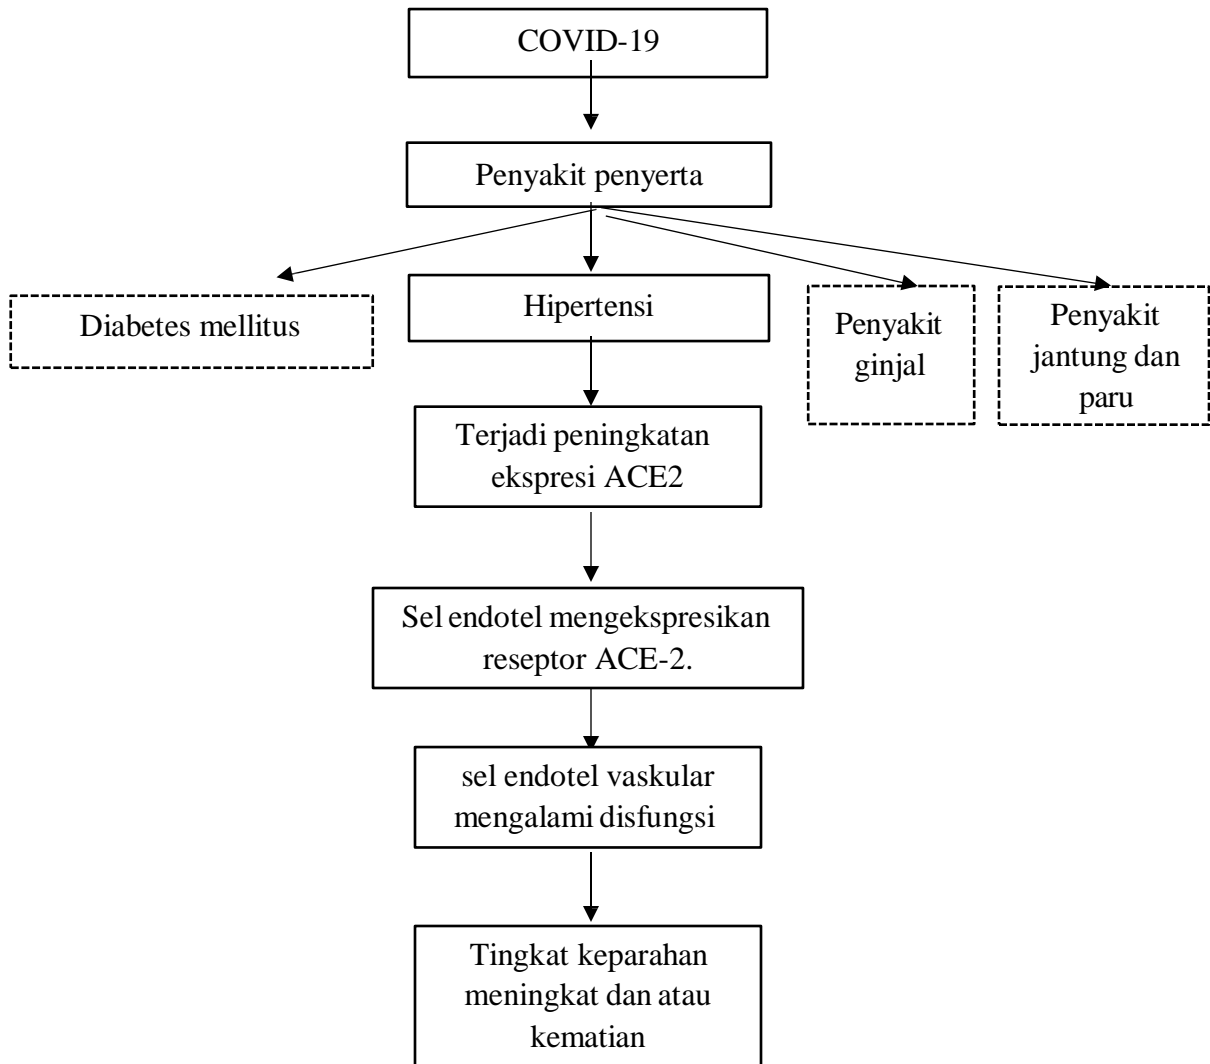 COVID-19
Penyakit penyerta
Diabetes mellitus
Hipertensi
Penyakit
ginjal
Penyakit
jantung dan
paru
Terjadi peningkatan
ekspresi ACE2
Sel endotel mengekspresikan
reseptor ACE-2.
sel endotel vaskular
mengalami disfungsi
Tingkat keparahan
meningkat dan atau
kematian